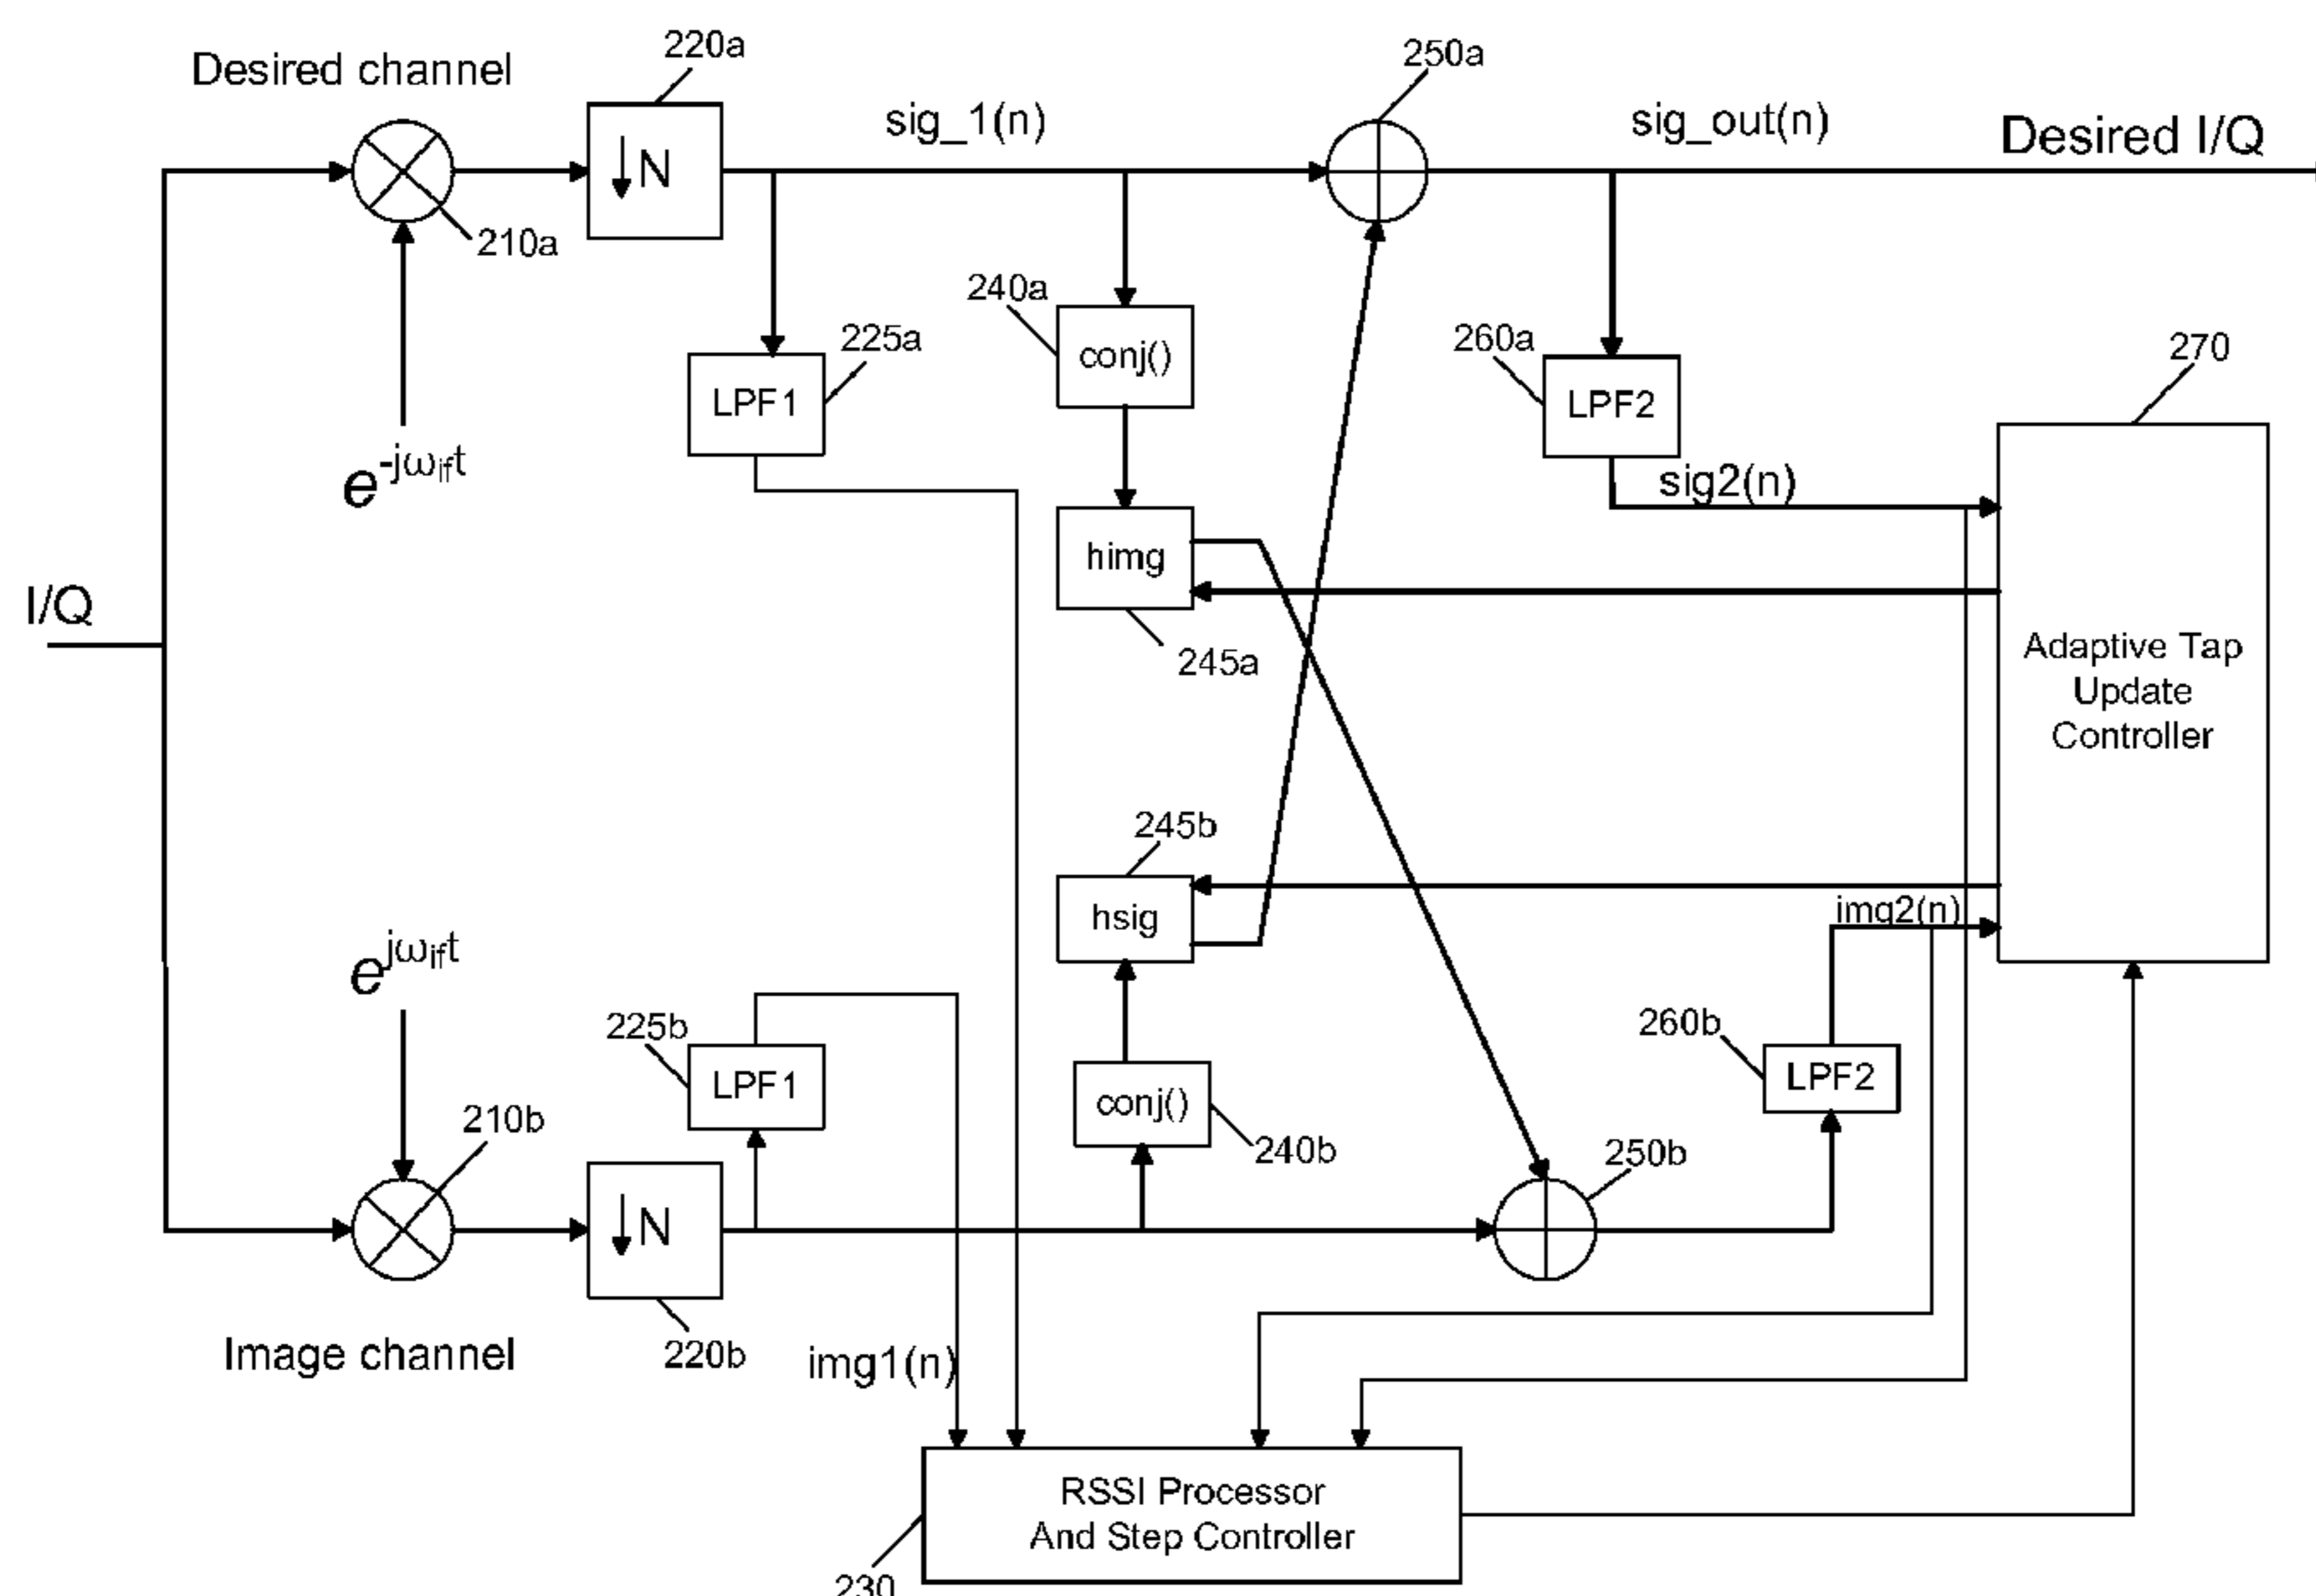 220a
250a
Desired channel
sig_1(n)
sig_out(n)
Desired I/Q
↓N
210a
240a
225a
260a
270
conj()
LPF1
LPF2
e^-jω_if t
sig2(n)
himg
I/Q
245a
Adaptive Tap
Update
Controller
245b
hsig
img2(n)
e^jω_if t
225b
260b
LPF1
LPF2
conj()
210b
240b
250b
↓N
Image channel
220b
img1(n)
RSSI Processor
And Step Controller
230